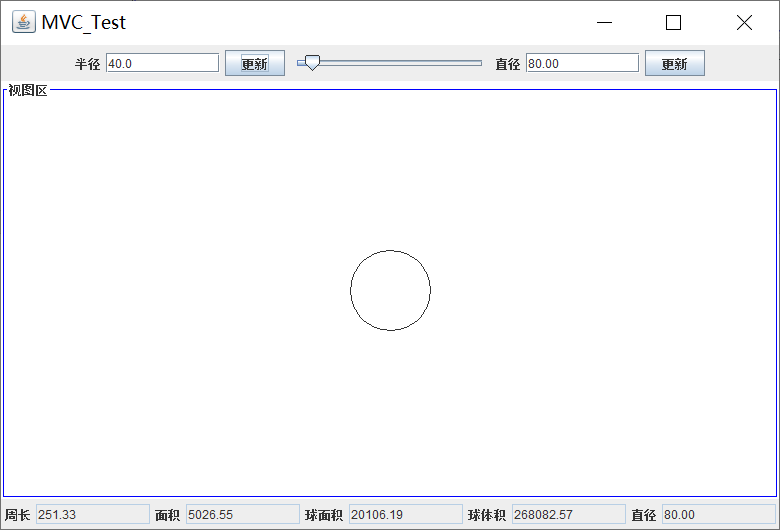 MVC_Test
半径 40.0 更新 直径 80.00 更新
视图区
周长 251.33 面积 5026.55 球面积 20106.19 球体积 268082.57 直径 80.00